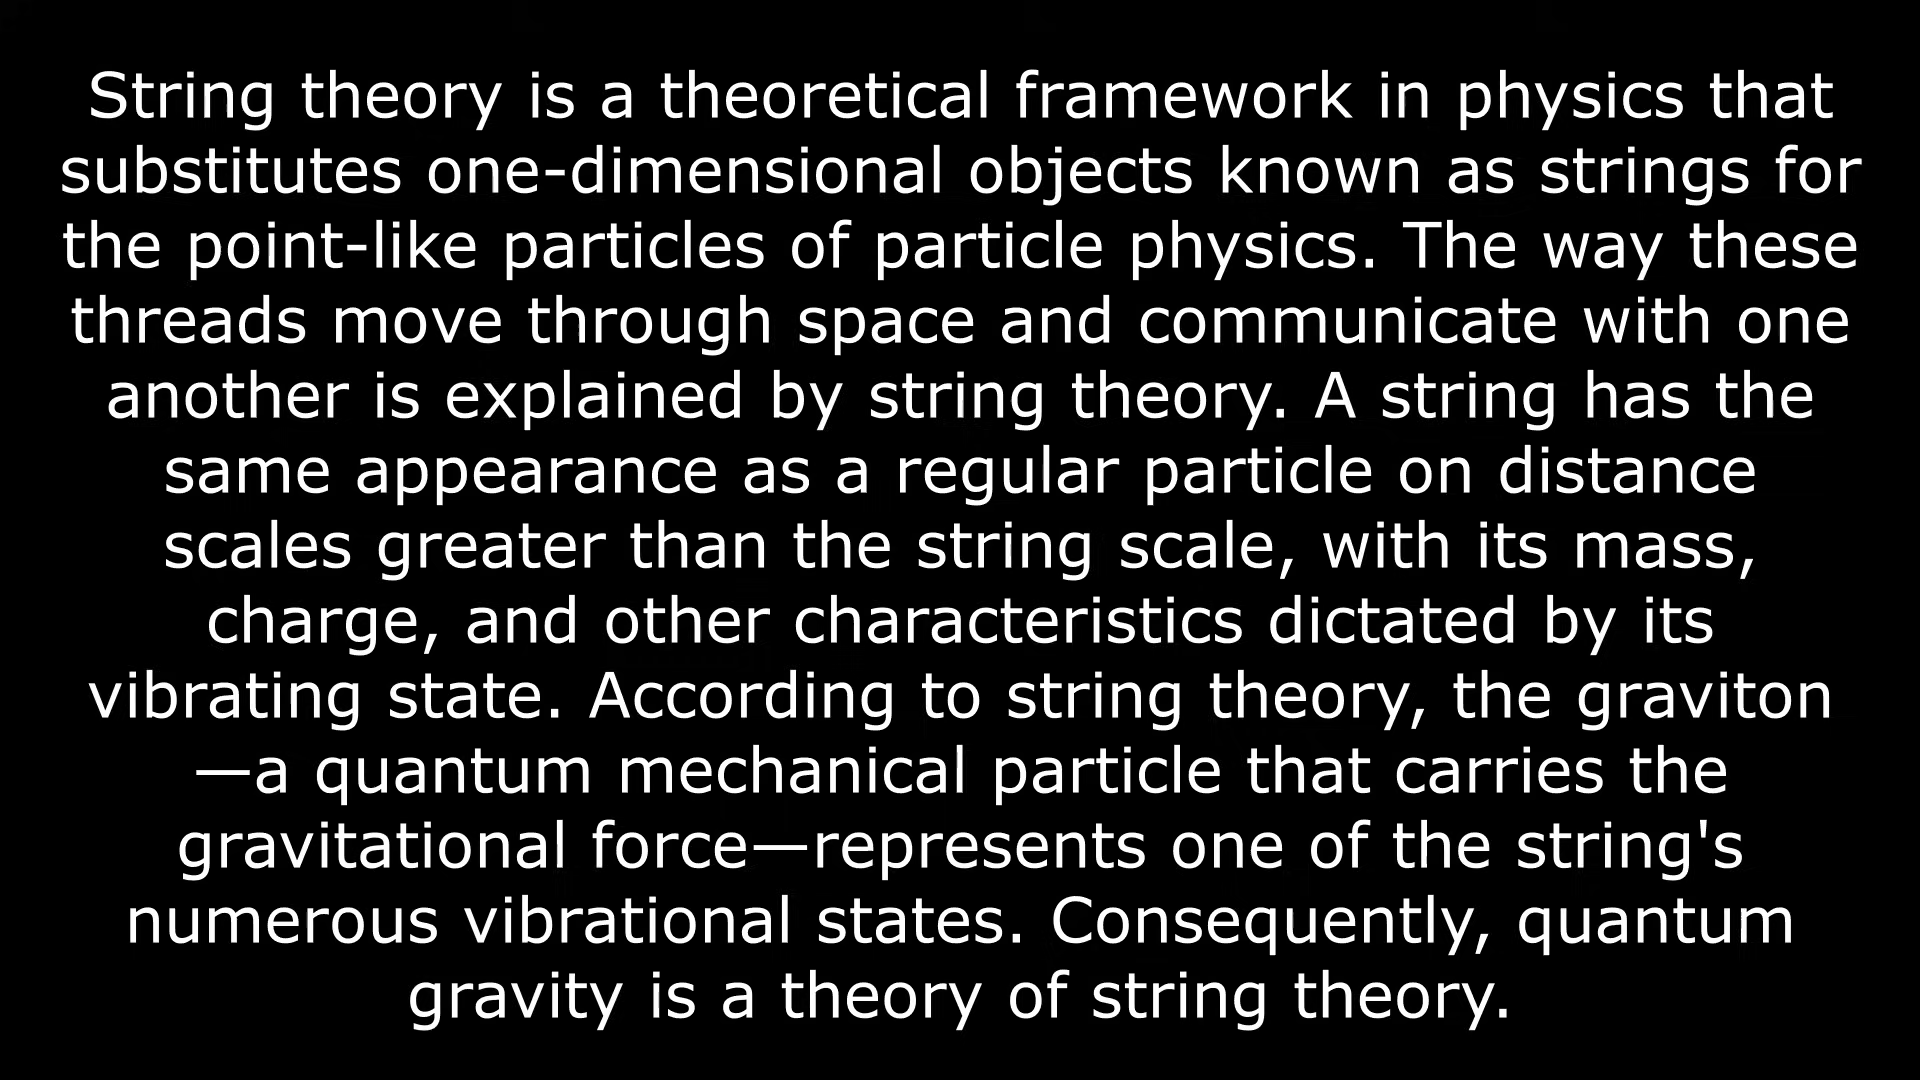 String theory is a theoretical framework in physics that
substitutes one-dimensional objects known as strings for
the point-like particles of particle physics. The way these
threads move through space and communicate with one
another is explained by string theory. A string has the
same appearance as a regular particle on distance
scales greater than the string scale, with its mass,
charge, and other characteristics dictated by its
vibrating state. According to string theory, the graviton
—a quantum mechanical particle that carries the
gravitational force—represents one of the string's
numerous vibrational states. Consequently, quantum
gravity is a theory of string theory.